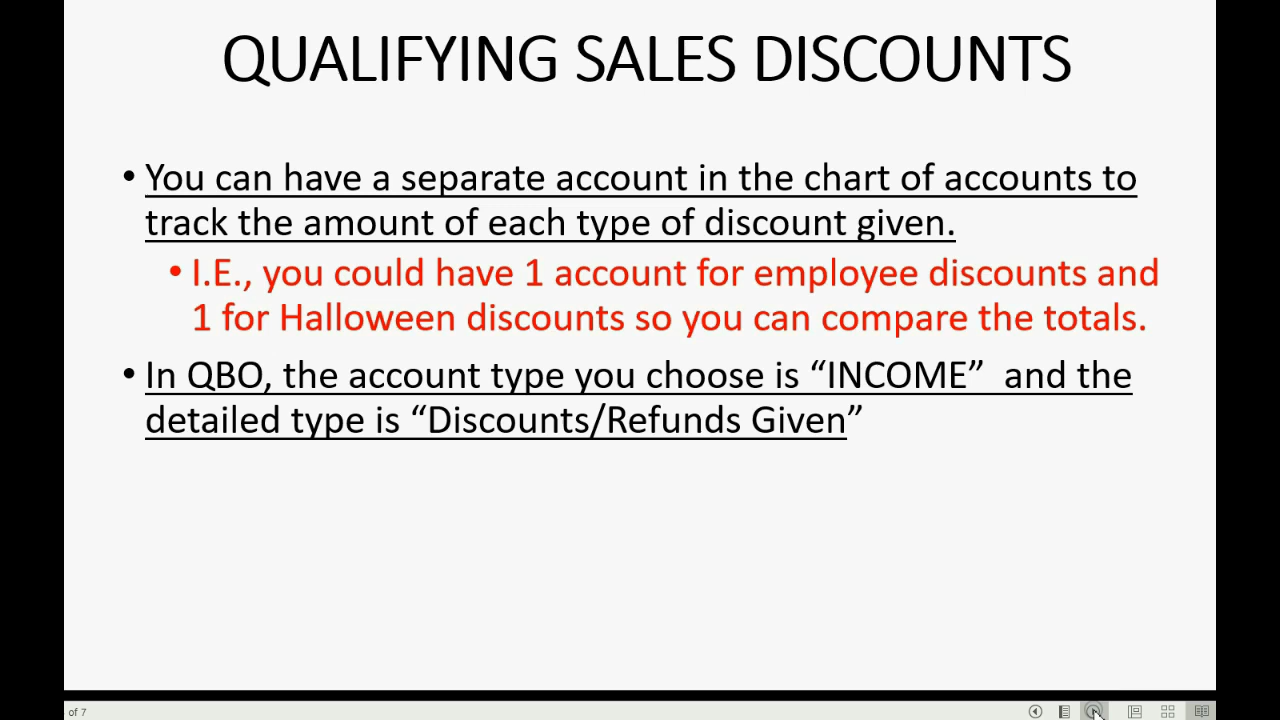 QUALIFYING SALES DISCOUNTS
• You can have a separate account in the chart of accounts to
track the amount of each type of discount given.
• I.E., you could have 1 account for employee discounts and
1 for Halloween discounts so you can compare the totals.
• In QBO, the account type you choose is “INCOME”  and the
detailed type is “Discounts/Refunds Given”
of 7